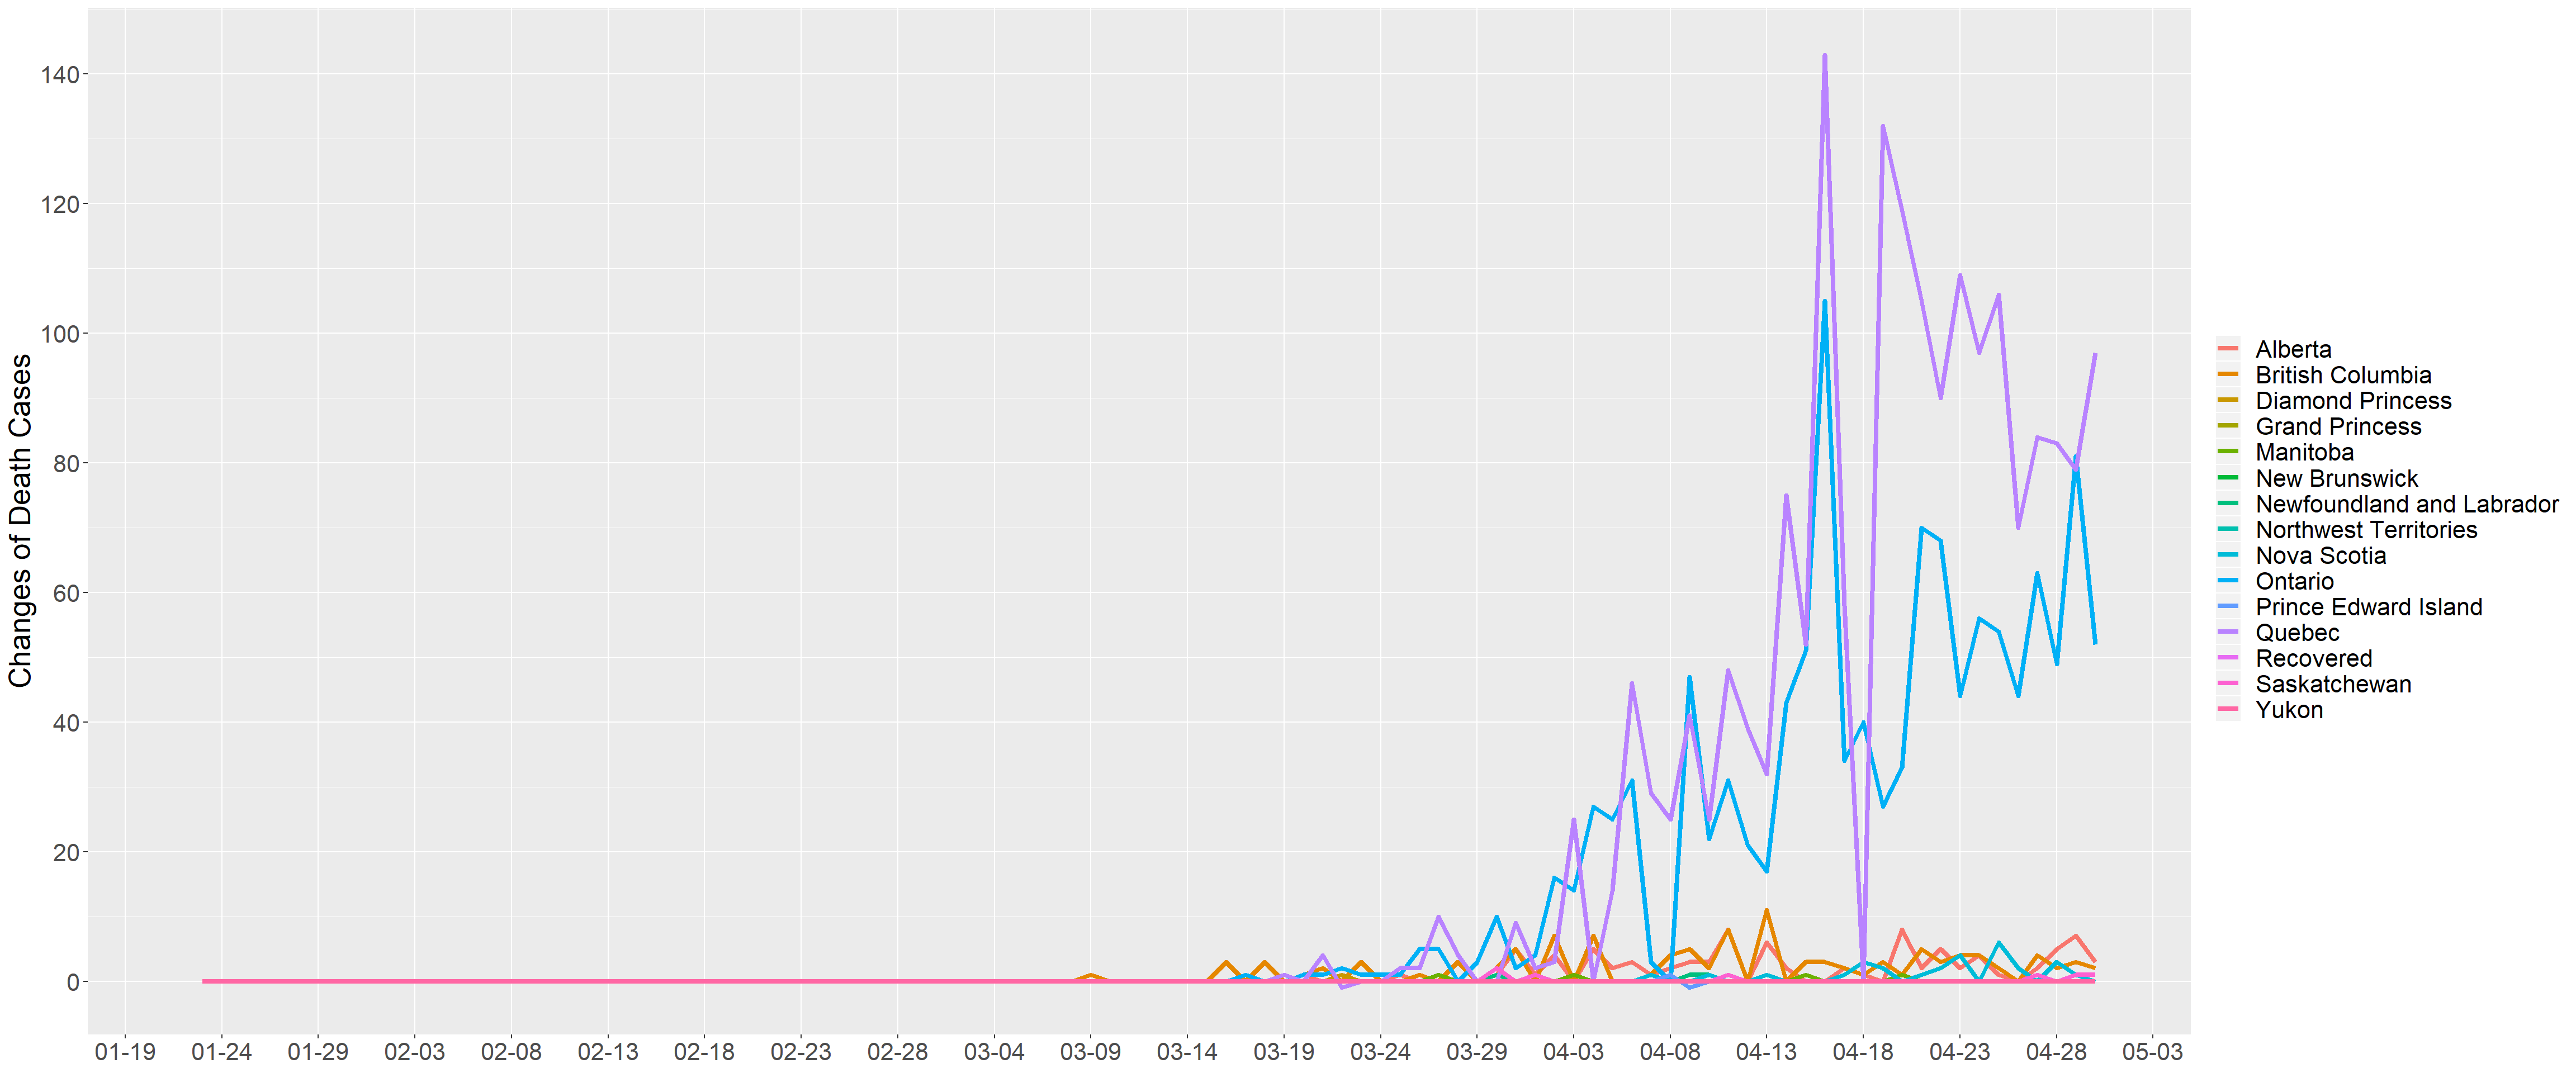 Changes of Death Cases
140
120
100
80
60
40
20
0
01-19 01-24 01-29 02-03 02-08 02-13 02-18 02-23 02-28 03-04 03-09 03-14 03-19 03-24 03-29 04-03 04-08 04-13 04-18 04-23 04-28 05-03
Alberta
British Columbia
Diamond Princess
Grand Princess
Manitoba
New Brunswick
Newfoundland and Labrador
Northwest Territories
Nova Scotia
Ontario
Prince Edward Island
Quebec
Recovered
Saskatchewan
Yukon